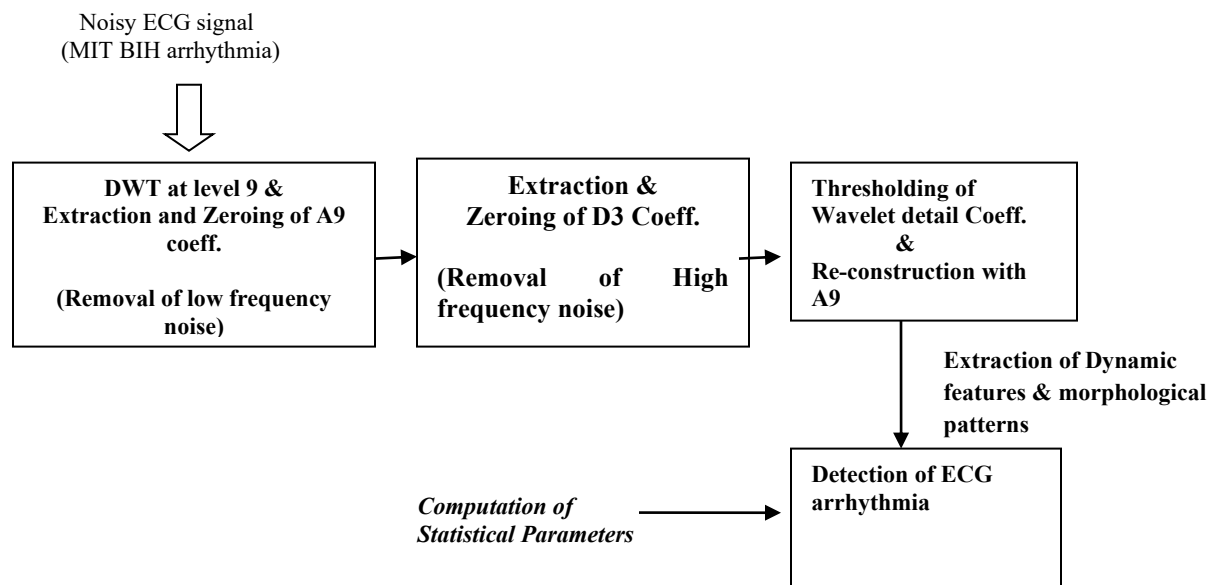 Noisy ECG signal
(MIT BIH arrhythmia)
DWT at level 9 &
Extraction and Zeroing of A9
coeff.
(Removal of low frequency
noise)
Extraction &
Zeroing of D3 Coeff.
(Removal of High
frequency noise)
Thresholding of
Wavelet detail Coeff.
&
Re-construction with
A9
Extraction of Dynamic
features & morphological
patterns
Detection of ECG
arrhythmia
Computation of
Statistical Parameters